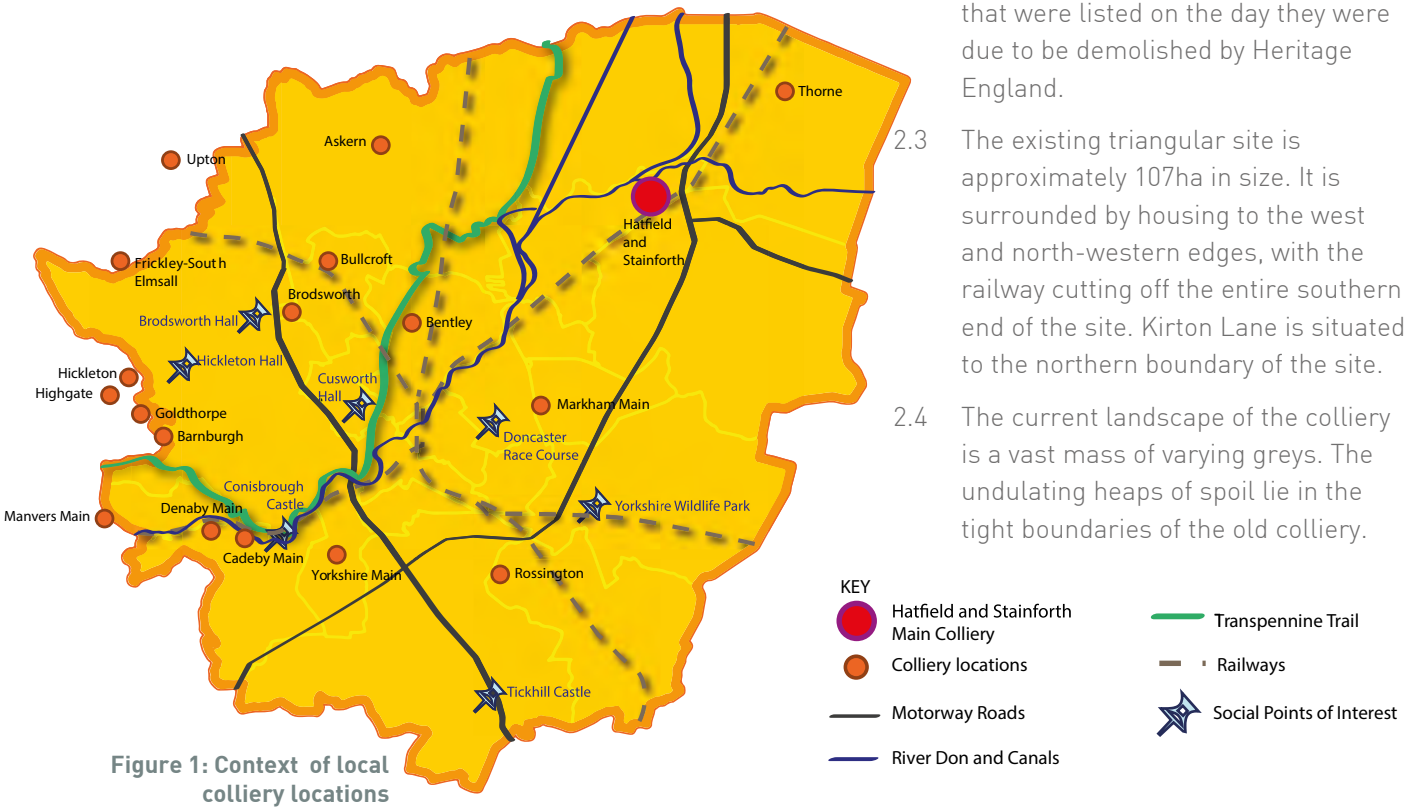 that were listed on the day they were
due to be demolished by Heritage
England.
2.3 The existing triangular site is
approximately 107ha in size. It is
surrounded by housing to the west
and north-western edges, with the
railway cutting off the entire southern
end of the site. Kirton Lane is situated
to the northern boundary of the site.
2.4 The current landscape of the colliery
is a vast mass of varying greys. The
undulating heaps of spoil lie in the
tight boundaries of the old colliery.
Thorne
Askern
Upton
Hatfield
and
Stainforth
Frickley-South
Elmsall
Bullcroft
Brodsworth
Brodsworth Hall
Bentley
Hickleton Hall
Hickleton
Highgate
Cusworth
Hall
Goldthorpe
Barnburgh
Markham Main
Doncaster
Race Course
Conisbrough
Castle
Denaby Main
Manvers Main
Yorkshire Wildlife Park
Cadeby Main
Yorkshire Main
Rossington
Tickhill Castle
KEY
Hatfield and Stainforth
Main Colliery
Colliery locations
Motorway Roads
River Don and Canals
Transpennine Trail
Railways
Social Points of Interest
Figure 1: Context of local
colliery locations